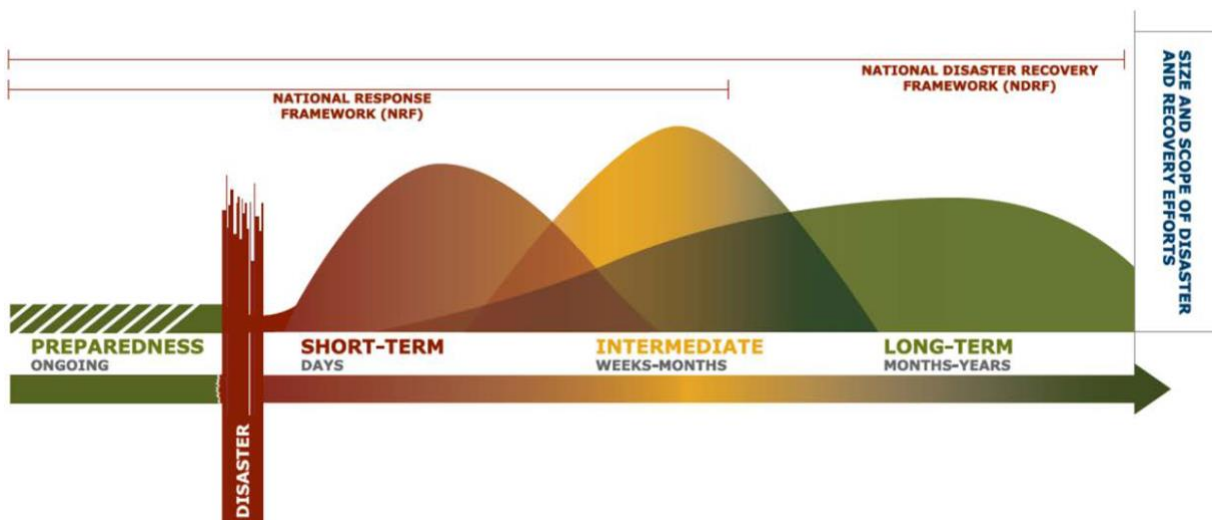 NATIONAL DISASTER RECOVERY
FRAMEWORK (NDRF)
NATIONAL RESPONSE
FRAMEWORK (NRF)
SIZE AND SCOPE OF DISASTER
AND RECOVERY EFFORTS
PREPAREDNESS
ONGOING
SHORT-TERM
DAYS
INTERMEDIATE
WEEKS-MONTHS
LONG-TERM
MONTHS-YEARS
DISASTER